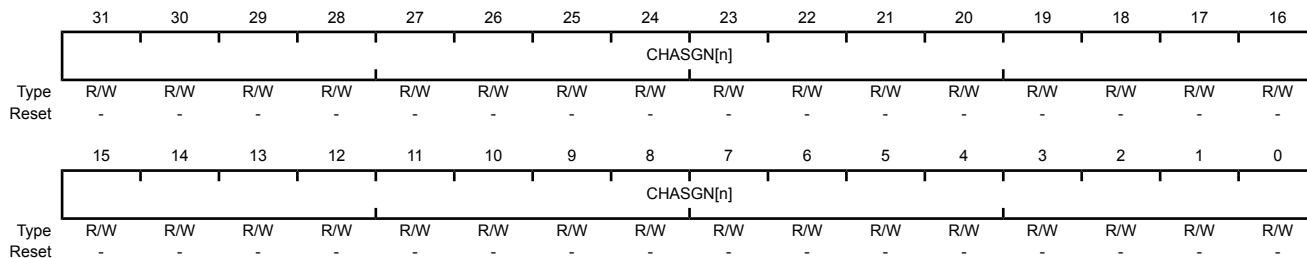 31 30 29 28 27 26 25 24 23 22 21 20 19 18 17 16
CHASGN[n]
Type R/W R/W R/W R/W R/W R/W R/W R/W R/W R/W R/W R/W R/W R/W R/W R/W
Reset - - - - - - - - - - - - - - - -
15 14 13 12 11 10 9 8 7 6 5 4 3 2 1 0
CHASGN[n]
Type R/W R/W R/W R/W R/W R/W R/W R/W R/W R/W R/W R/W R/W R/W R/W R/W
Reset - - - - - - - - - - - - - - - -